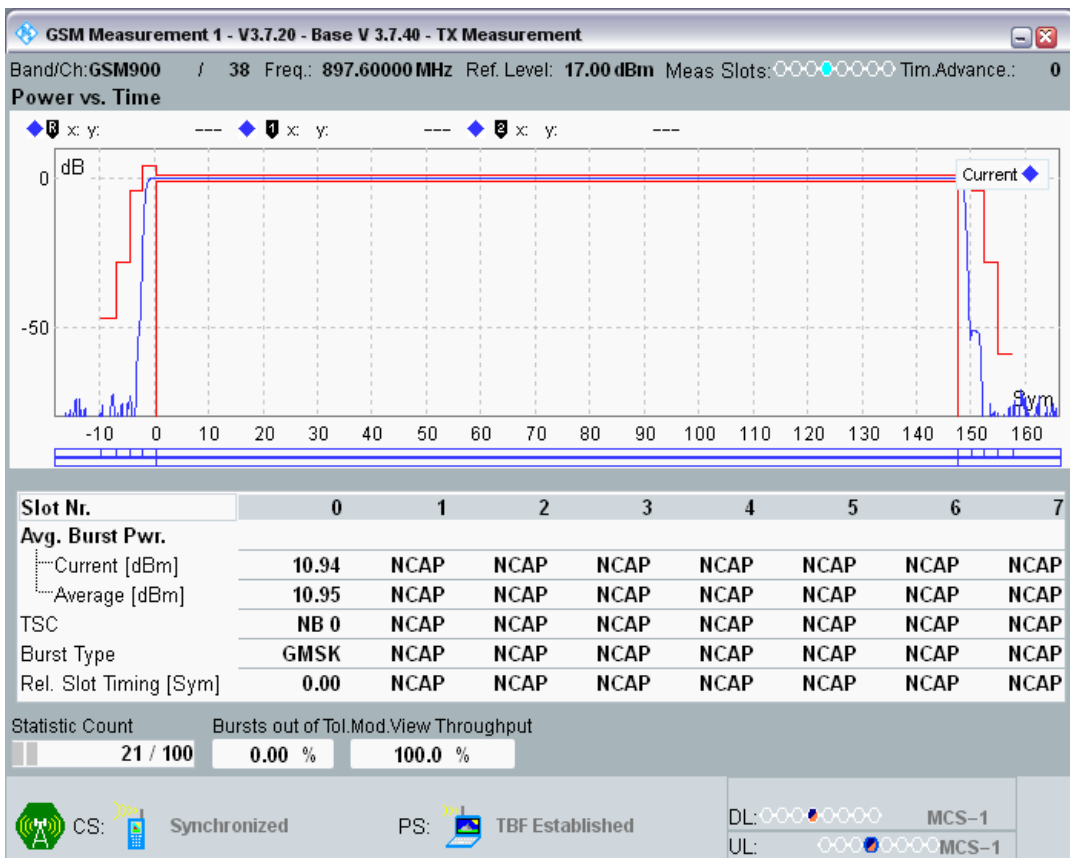 GSM Measurement 1 - V3.7.20 - Base V 3.7.40 - TX Measurement
Band/Ch:GSM900 / 38 Freq.: 897.60000 MHz Ref. Level: 17.00 dBm Meas Slots: Tim.Advance.: 0
Power vs. Time
R x: y: --- 1 x: y: --- 2 x: y: ---
dB
Current
0
-50
Sym
-10 0 10 20 30 40 50 60 70 80 90 100 110 120 130 140 150 160
Slot Nr. 0 1 2 3 4 5 6 7
Avg. Burst Pwr.
Current [dBm] 10.94 NCAP NCAP NCAP NCAP NCAP NCAP NCAP
Average [dBm] 10.95 NCAP NCAP NCAP NCAP NCAP NCAP NCAP
TSC NB 0 NCAP NCAP NCAP NCAP NCAP NCAP NCAP
Burst Type GMSK NCAP NCAP NCAP NCAP NCAP NCAP NCAP
Rel. Slot Timing [Sym] 0.00 NCAP NCAP NCAP NCAP NCAP NCAP NCAP
Statistic Count Bursts out of Tol.Mod.View Throughput
21 / 100 0.00 % 100.0 %
CS: Synchronized PS: TBF Established
DL: MCS-1
UL: MCS-1